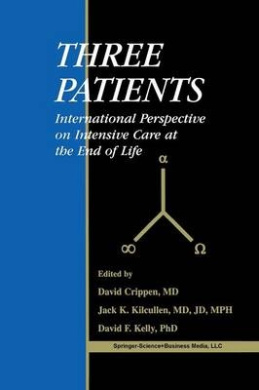 THREE
PATIENTS
International Perspective
on Intensive Care at
the End of Life
α
∞ Ω
Edited by
David Crippen, MD
Jack K. Kilcullen, MD, JD, MPH
David F. Kelly, PhD
Springer-Science+Business Media, LLC